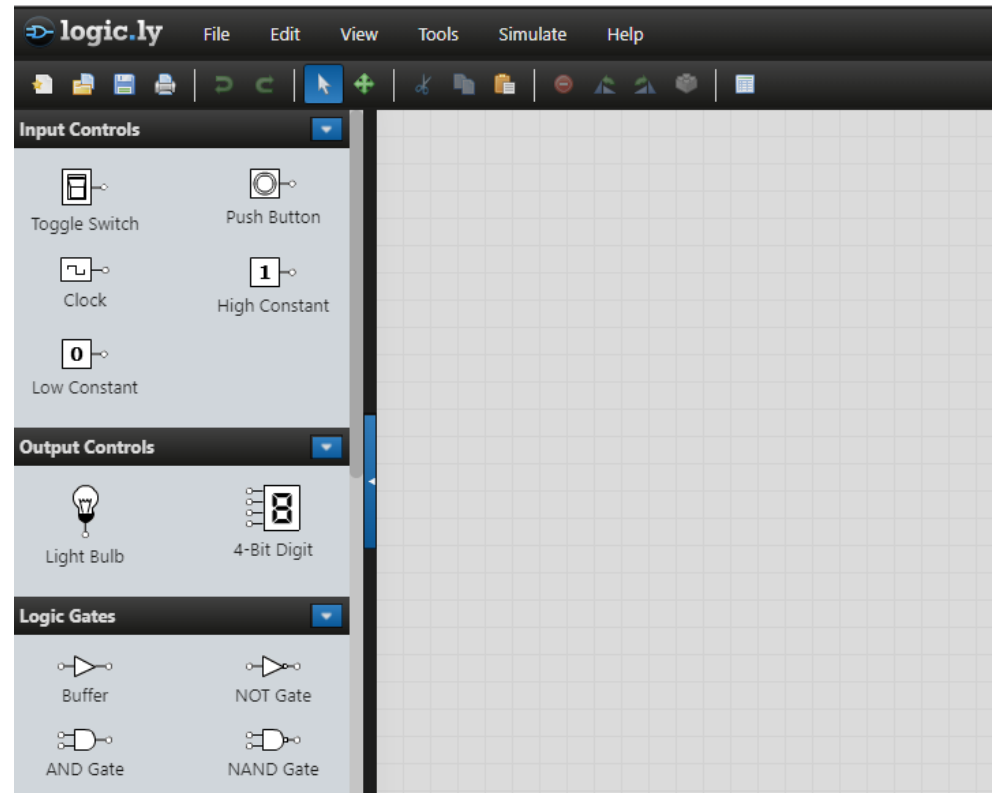 logic.ly File Edit View Tools Simulate Help
Input Controls
Toggle Switch Push Button
Clock 1
High Constant
0
Low Constant
Output Controls
8
Light Bulb 4-Bit Digit
Logic Gates
Buffer NOT Gate
AND Gate NAND Gate